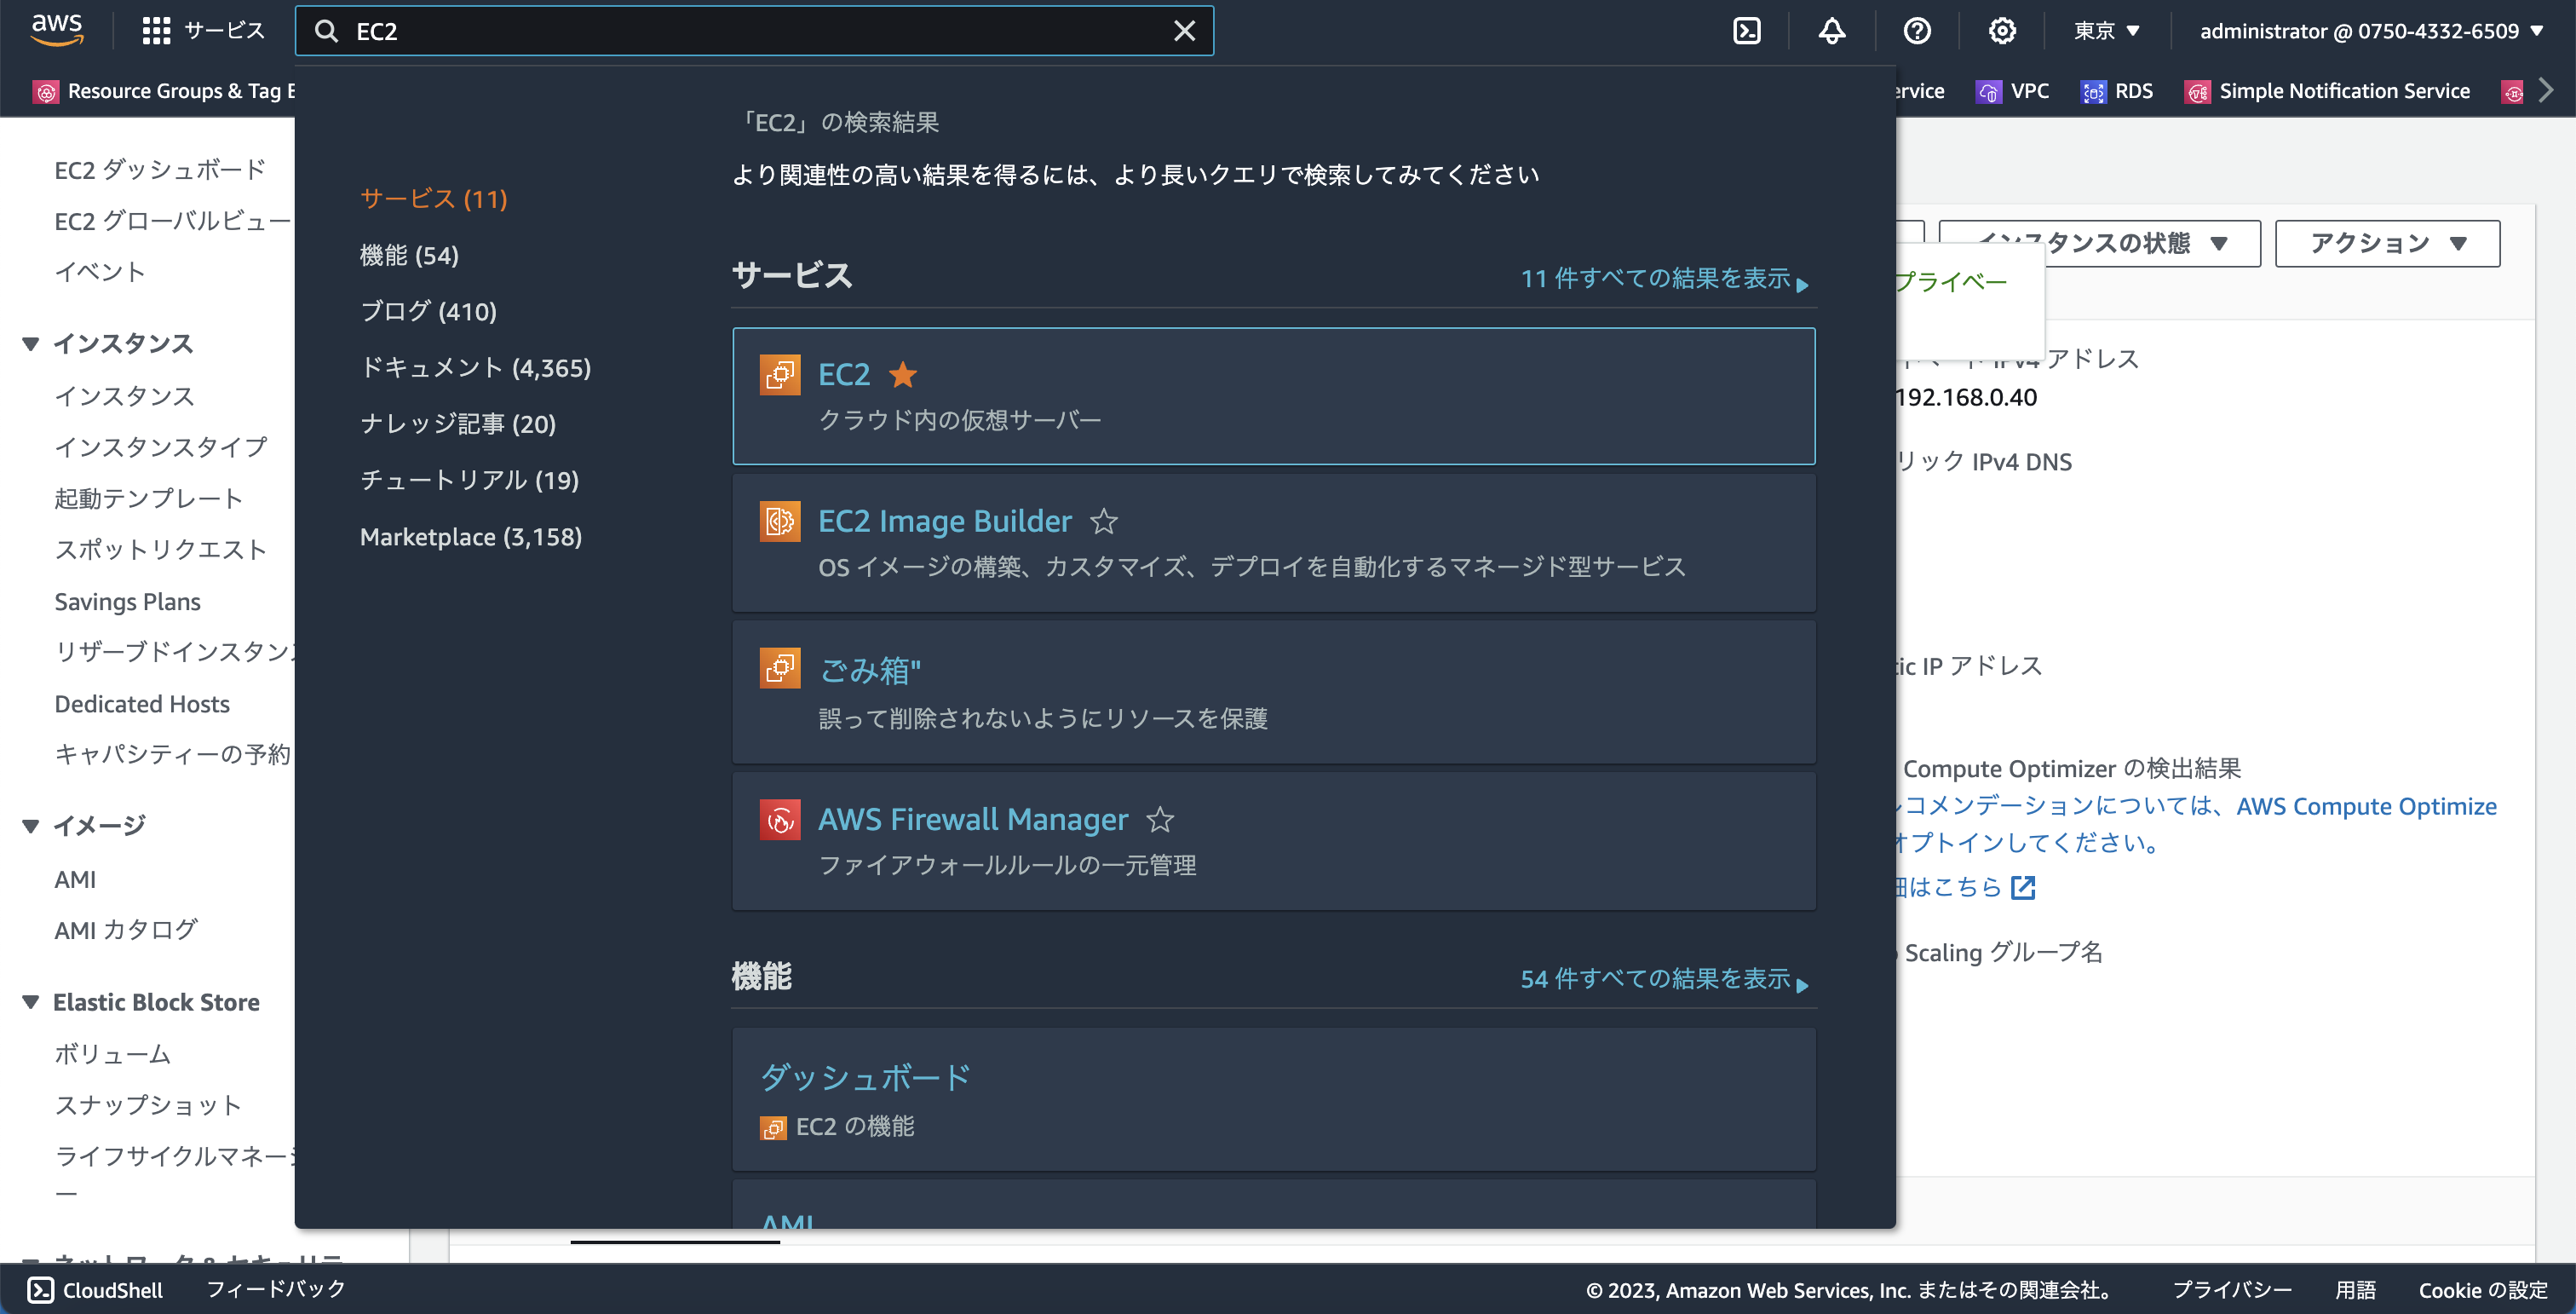 aws
サービス
EC2
東京
administrator @ 0750-4332-6509
Resource Groups & Tag E
ervice
VPC
RDS
Simple Notification Service
EC2 ダッシュボード
EC2 グローバルビュー
イベント
インスタンス
インスタンス
インスタンスタイプ
起動テンプレート
スポットリクエスト
Savings Plans
リザーブドインスタンス
Dedicated Hosts
キャパシティーの予約
イメージ
AMI
AMI カタログ
Elastic Block Store
ボリューム
スナップショット
ライフサイクルマネージ
ー
ネットワーク & セキュリテ
サービス (11)
機能 (54)
ブログ (410)
ドキュメント (4,365)
ナレッジ記事 (20)
チュートリアル (19)
Marketplace (3,158)
「EC2」の検索結果
より関連性の高い結果を得るには、より長いクエリで検索してみてください
サービス
11 件すべての結果を表示
EC2
クラウド内の仮想サーバー
EC2 Image Builder
OS イメージの構築、カスタマイズ、デプロイを自動化するマネージド型サービス
ごみ箱"
誤って削除されないようにリソースを保護
AWS Firewall Manager
ファイアウォールルールの一元管理
機能
54 件すべての結果を表示
ダッシュボード
EC2 の機能
AMI
インスタンスの状態
アクション
プライベー
IPv4 アドレス
192.168.0.40
リック IPv4 DNS
tic IP アドレス
Compute Optimizer の検出結果
レコメンデーションについては、AWS Compute Optimize
オプトインしてください。
細はこちら
Scaling グループ名
CloudShell
フィードバック
© 2023, Amazon Web Services, Inc. またはその関連会社。
プライバシー
用語
Cookie の設定